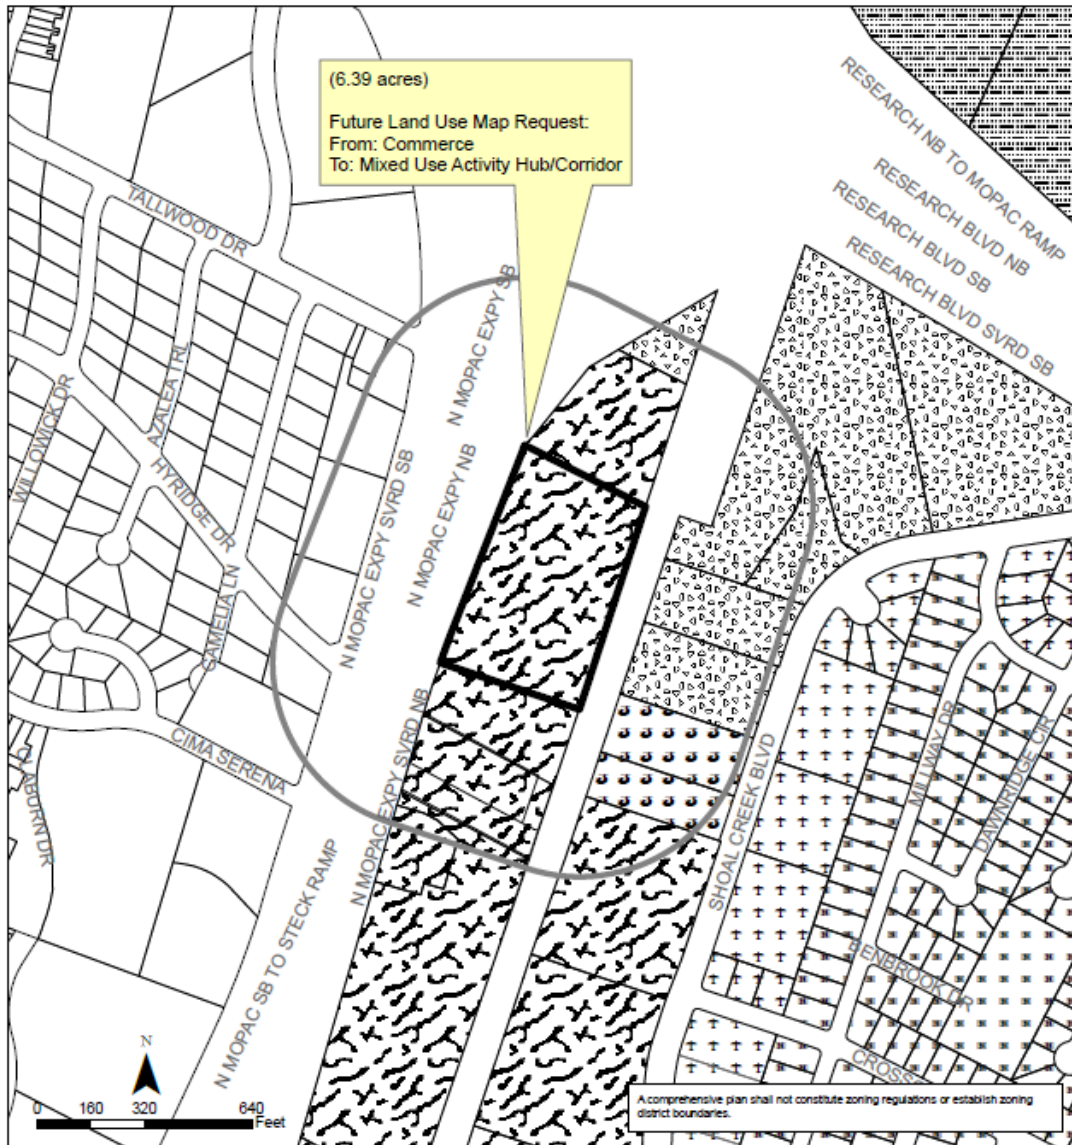 (6.39 acres)
Future Land Use Map Request:
From: Commerce
To: Mixed Use Activity Hub/Corridor
RESEARCH NB TO MOPAC RAMP
RESEARCH BLVD NB
RESEARCH BLVD SB
RESEARCH BLVD SVRD SB
TALLWOOD DR
N MOPAC EXPY SB
AZALEA TRL
WILLOWICK DR
HYRIDGE DR
N MOPAC EXPY SVRD SB
N MOPAC EXPY NB
CAMELIA LN
N MOPAC EXPY SVRD NB
CIMA SERENA
LABURN DR
SHOAL CREEK BLVD
MILLWAY DR
DAWNRIDGE CIR
BENBROOK DR
N MOPAC SB TO STECK RAMP
N
0 160 320 640
Feet
A comprehensive plan shall not constitute zoning regulations or establish zoning
district boundaries.